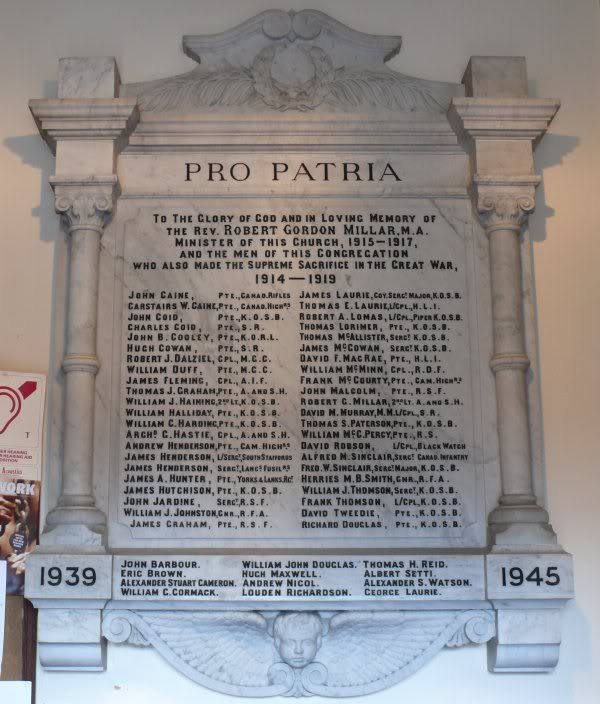 PRO PATRIA
TO THE GLORY OF GOD AND IN LOVING MEMORY OF
THE REV. ROBERT GORDON MILLAR, M.A.
MINISTER OF THIS CHURCH, 1915-1917,
AND THE MEN OF THIS CONGREGATION
WHO ALSO MADE THE SUPREME SACRIFICE IN THE GREAT WAR,
1914-1919
JOHN CAINE, PTE., CANAD. RIFLES
CARSTAIRS W. CAINE, PTE., CANAD. HIGHRS
JOHN COID, PTE., K.O.S.B.
CHARLES COID, PTE., S.R.
JOHN B. COOLEY, PTE., K.O.R.L.
HUGH COWAN, PTE., S.R.
ROBERT J. DALZIEL, CPL., M.G.C.
WILLIAM DUFF, PTE., M.G.C.
JAMES FLEMING, CPL., A.I.F.
THOMAS J. GRAHAM, PTE., A. AND S.H.
WILLIAM J. HAINING, 2ND LT., K.O.S.B.
WILLIAM HALLIDAY, PTE., K.O.S.B.
WILLIAM G. HARDING, PTE., K.O.S.B.
ARCHD. G. HASTIE, CPL., A. AND S.H.
ANDREW HENDERSON, PTE., CAM. HIGHRS
JAMES HENDERSON, L/SERGT., SOUTH STAFFORDS
JAMES HENDERSON, SERGT., LANCS FUSILRS
JAMES A. HUNTER, PTE., YORKS & LANKS. RGT.
JAMES HUTCHISON, PTE., K.O.S.B.
JOHN JARDINE, SERGT., R.S.F.
WILLIAM J. JOHNSTON, GNR., R.F.A.
JAMES GRAHAM, PTE., R.S.F.
JAMES LAURIE, COY. SERGT. MAJOR, K.O.S.B.
THOMAS E. LAURIE, L/CPL., H.L.I.
ROBERT A. LOMAS, L/CPL., PIPER K.O.S.B.
THOMAS LORIMER, PTE., K.O.S.B.
THOMAS McALLISTER, SERGT. K.O.S.B.
JAMES McGOWAN, SERGT. K.O.S.B.
DAVID F. MACRAE, PTE., H.L.I.
WILLIAM McMINN, CPL., R.D.F.
FRANK McGOURTY, PTE., CAM. HIGHRS
JOHN MALCOLM, PTE., R.S.F.
ROBERT G. MILLAR, 2ND LT. A. AND S.H.
DAVID M. MURRAY, M.M. L/CPL., S.R.
THOMAS S. PATERSON, PTE., K.O.S.B.
WILLIAM McG. PERCY, PTE., R.S.
DAVID ROBSON, L/CPL., BLACK WATCH
ALFRED M. SINCLAIR, SERGT. CANAD. INFANTRY
FRED. W. SINCLAIR, SERGT. MAJOR, K.O.S.B.
HERRIES M.B. SMITH, GNR., R.F.A.
WILLIAM J. THOMSON, SERGT. K.O.S.B.
FRANK THOMSON, L/CPL., K.O.S.B.
DAVID TWEEDIE, PTE., K.O.S.B.
RICHARD DOUGLAS, PTE., K.O.S.B.
1939
JOHN BARBOUR.
ERIC BROWN.
ALEXANDER STUART CAMERON.
WILLIAM G. CORMACK.
WILLIAM JOHN DOUGLAS.
HUGH MAXWELL.
ANDREW NICOL.
LOUDEN RICHARDSON.
THOMAS H. REID.
ALBERT SETTI.
ALEXANDER S. WATSON.
GEORGE LAURIE.
1945
T
HEARING
HEARING AID
POSITION
WORK